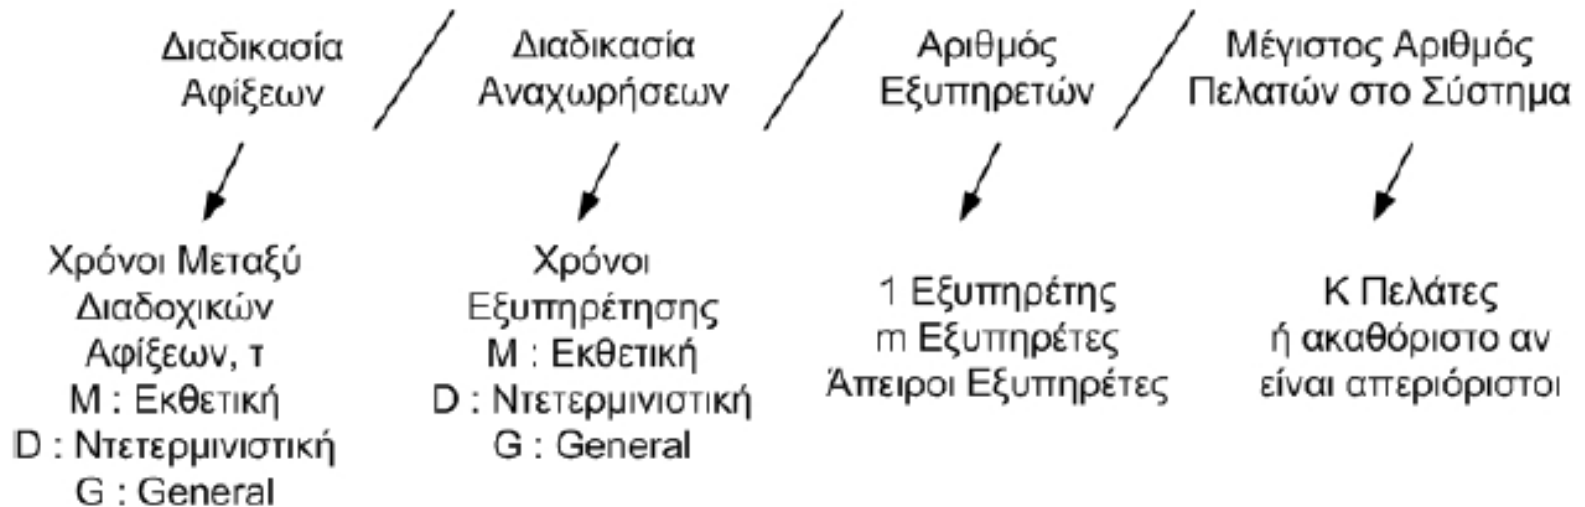 Διαδικασία
Αφίξεων
/
Διαδικασία
Αναχωρήσεων
/
Αριθμός
Εξυπηρετών
/
Μέγιστος Αριθμός
Πελατών στο Σύστημα
Χρόνοι Μεταξύ
Διαδοχικών
Αφίξεων, τ
M : Εκθετική
D : Ντετερμινιστική
G : General
Χρόνοι
Εξυπηρέτησης
M : Εκθετική
D : Ντετερμινιστική
G : General
1 Εξυπηρέτης
m Εξυπηρέτες
Άπειροι Εξυπηρέτες
K Πελάτες
ή ακαθόριστο αν
είναι απεριόριστοι